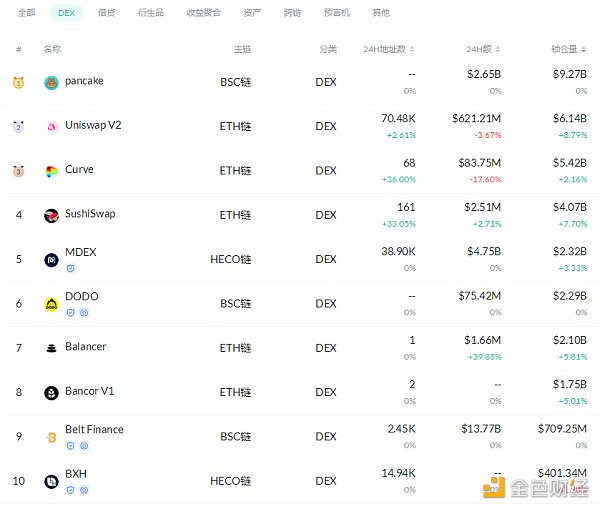 全部 DEX 借贷 衍生品 收益聚合 资产 跨链 预言机 其他
# 名称 主链 分类 24H地址数 24H额 锁仓量
1 pancake BSC链 DEX -- $2.65B $9.27B
0% 0% 0%
2 Uniswap V2 ETH链 DEX 70.48K $621.21M $6.14B
+2.61% -3.67% +8.79%
3 Curve ETH链 DEX 68 $83.75M $5.42B
+36.00% -17.60% +2.16%
4 SushiSwap ETH链 DEX 161 $2.51M $4.07B
+33.05% +2.71% +7.70%
5 MDEX HECO链 DEX 38.90K $4.75B $2.32B
0% 0% +3.33%
6 DODO BSC链 DEX -- $75.42M $2.29B
0% 0% 0%
7 Balancer ETH链 DEX 1 $1.66M $2.10B
0% +39.88% +5.81%
8 Bancor V1 ETH链 DEX 2 -- $1.75B
0% 0% +5.01%
9 Belt Finance BSC链 DEX 2.45K $13.77B $709.25M
0% 0% 0%
10 BXH HECO链 DEX 14.94K -- $401.34M
0%
金色财经